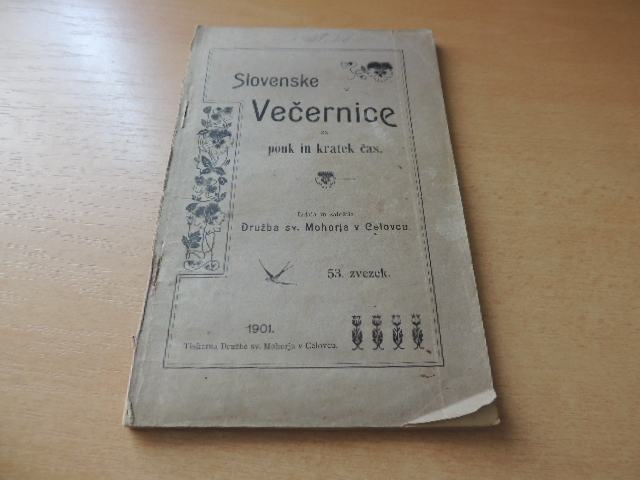 Slovenske
Večernice
za
pouk in kratek čas.
Izdala in založila
Družba sv. Mohorja v Celovcu.
53. zvezek.
1901.
Tiskarna Družbe sv. Mohorja v Celovcu.